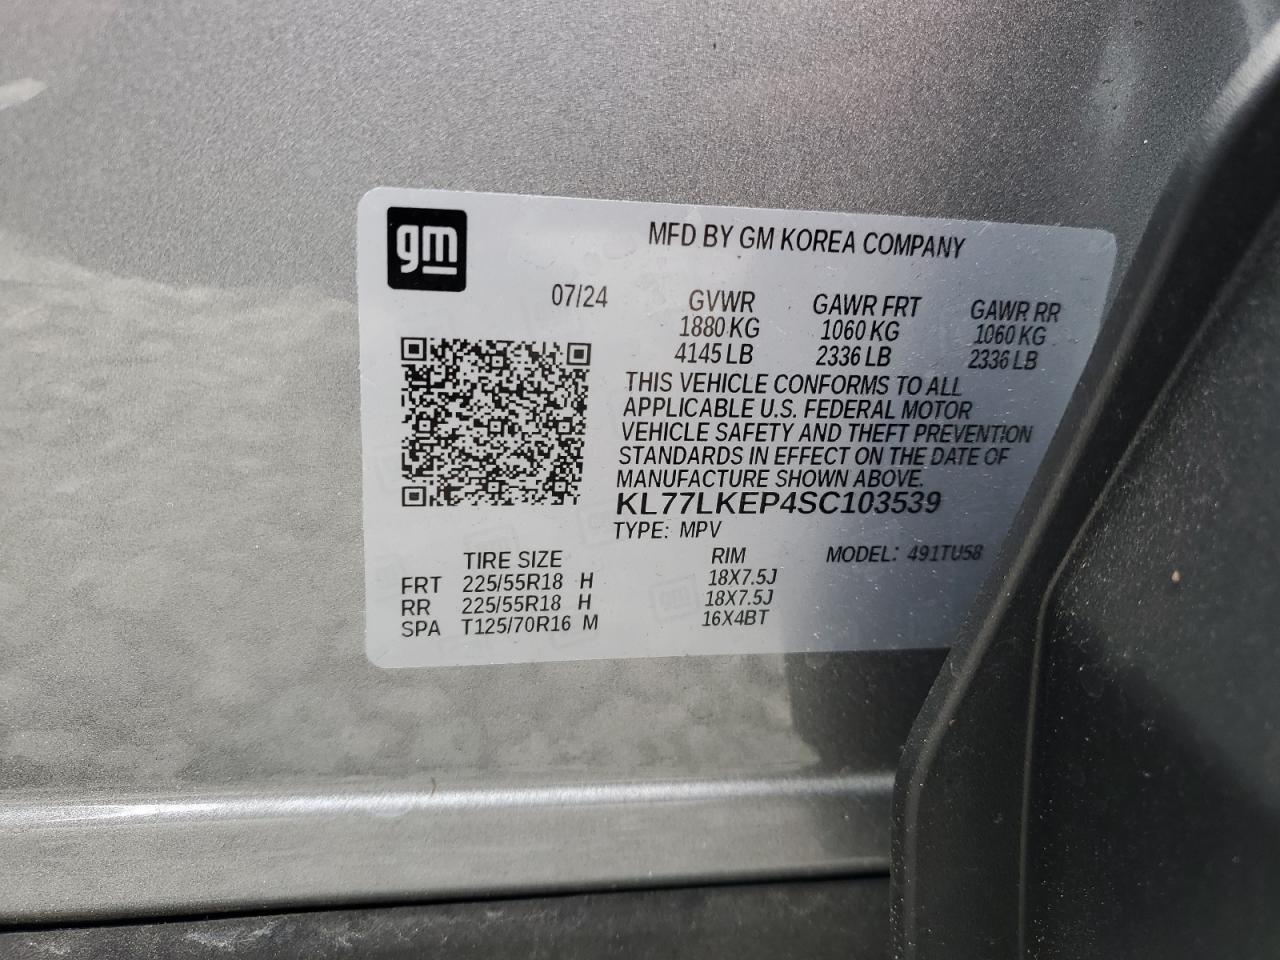 gm
MFD BY GM KOREA COMPANY
07/24
GVWR GAWR FRT GAWR RR
1880 KG 1060 KG 1060 KG
4145 LB 2336 LB 2336 LB
THIS VEHICLE CONFORMS TO ALL
APPLICABLE U.S. FEDERAL MOTOR
VEHICLE SAFETY AND THEFT PREVENTION
STANDARDS IN EFFECT ON THE DATE OF
MANUFACTURE SHOWN ABOVE.
KL77LKEP4SC103539
TYPE: MPV
TIRE SIZE RIM MODEL: 491TU58
FRT 225/55R18 H 18X7.5J
RR 225/55R18 H 18X7.5J
SPA T125/70R16 M 16X4BT